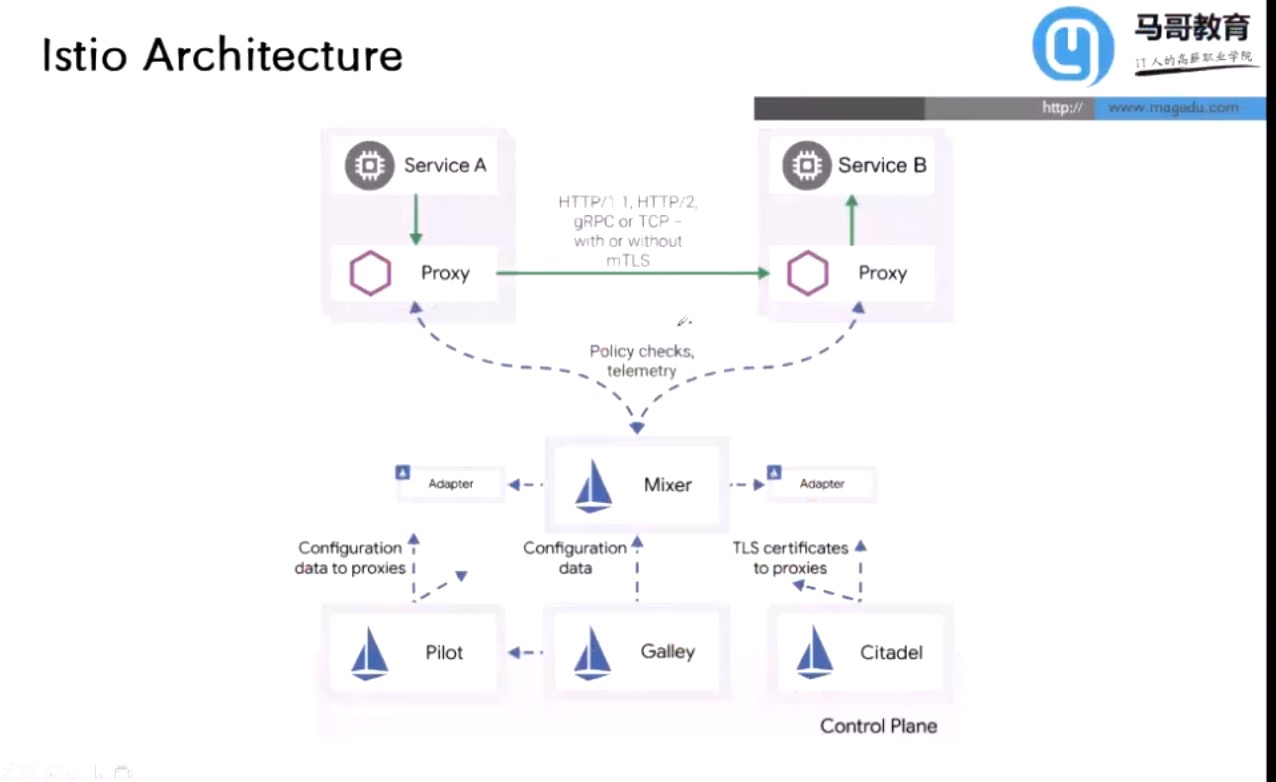 Istio Architecture
马哥教育
IT人的高薪职业学院
http://
www.magedu.com
Service A
Service B
HTTP/1 1, HTTP/2,
gRPC or TCP –
with or without
mTLS
Proxy
Proxy
Policy checks,
telemetry
Adapter
Mixer
Adapter
Configuration
data to proxies
Configuration
data
TLS certificates
to proxies
Pilot
Galley
Citadel
Control Plane